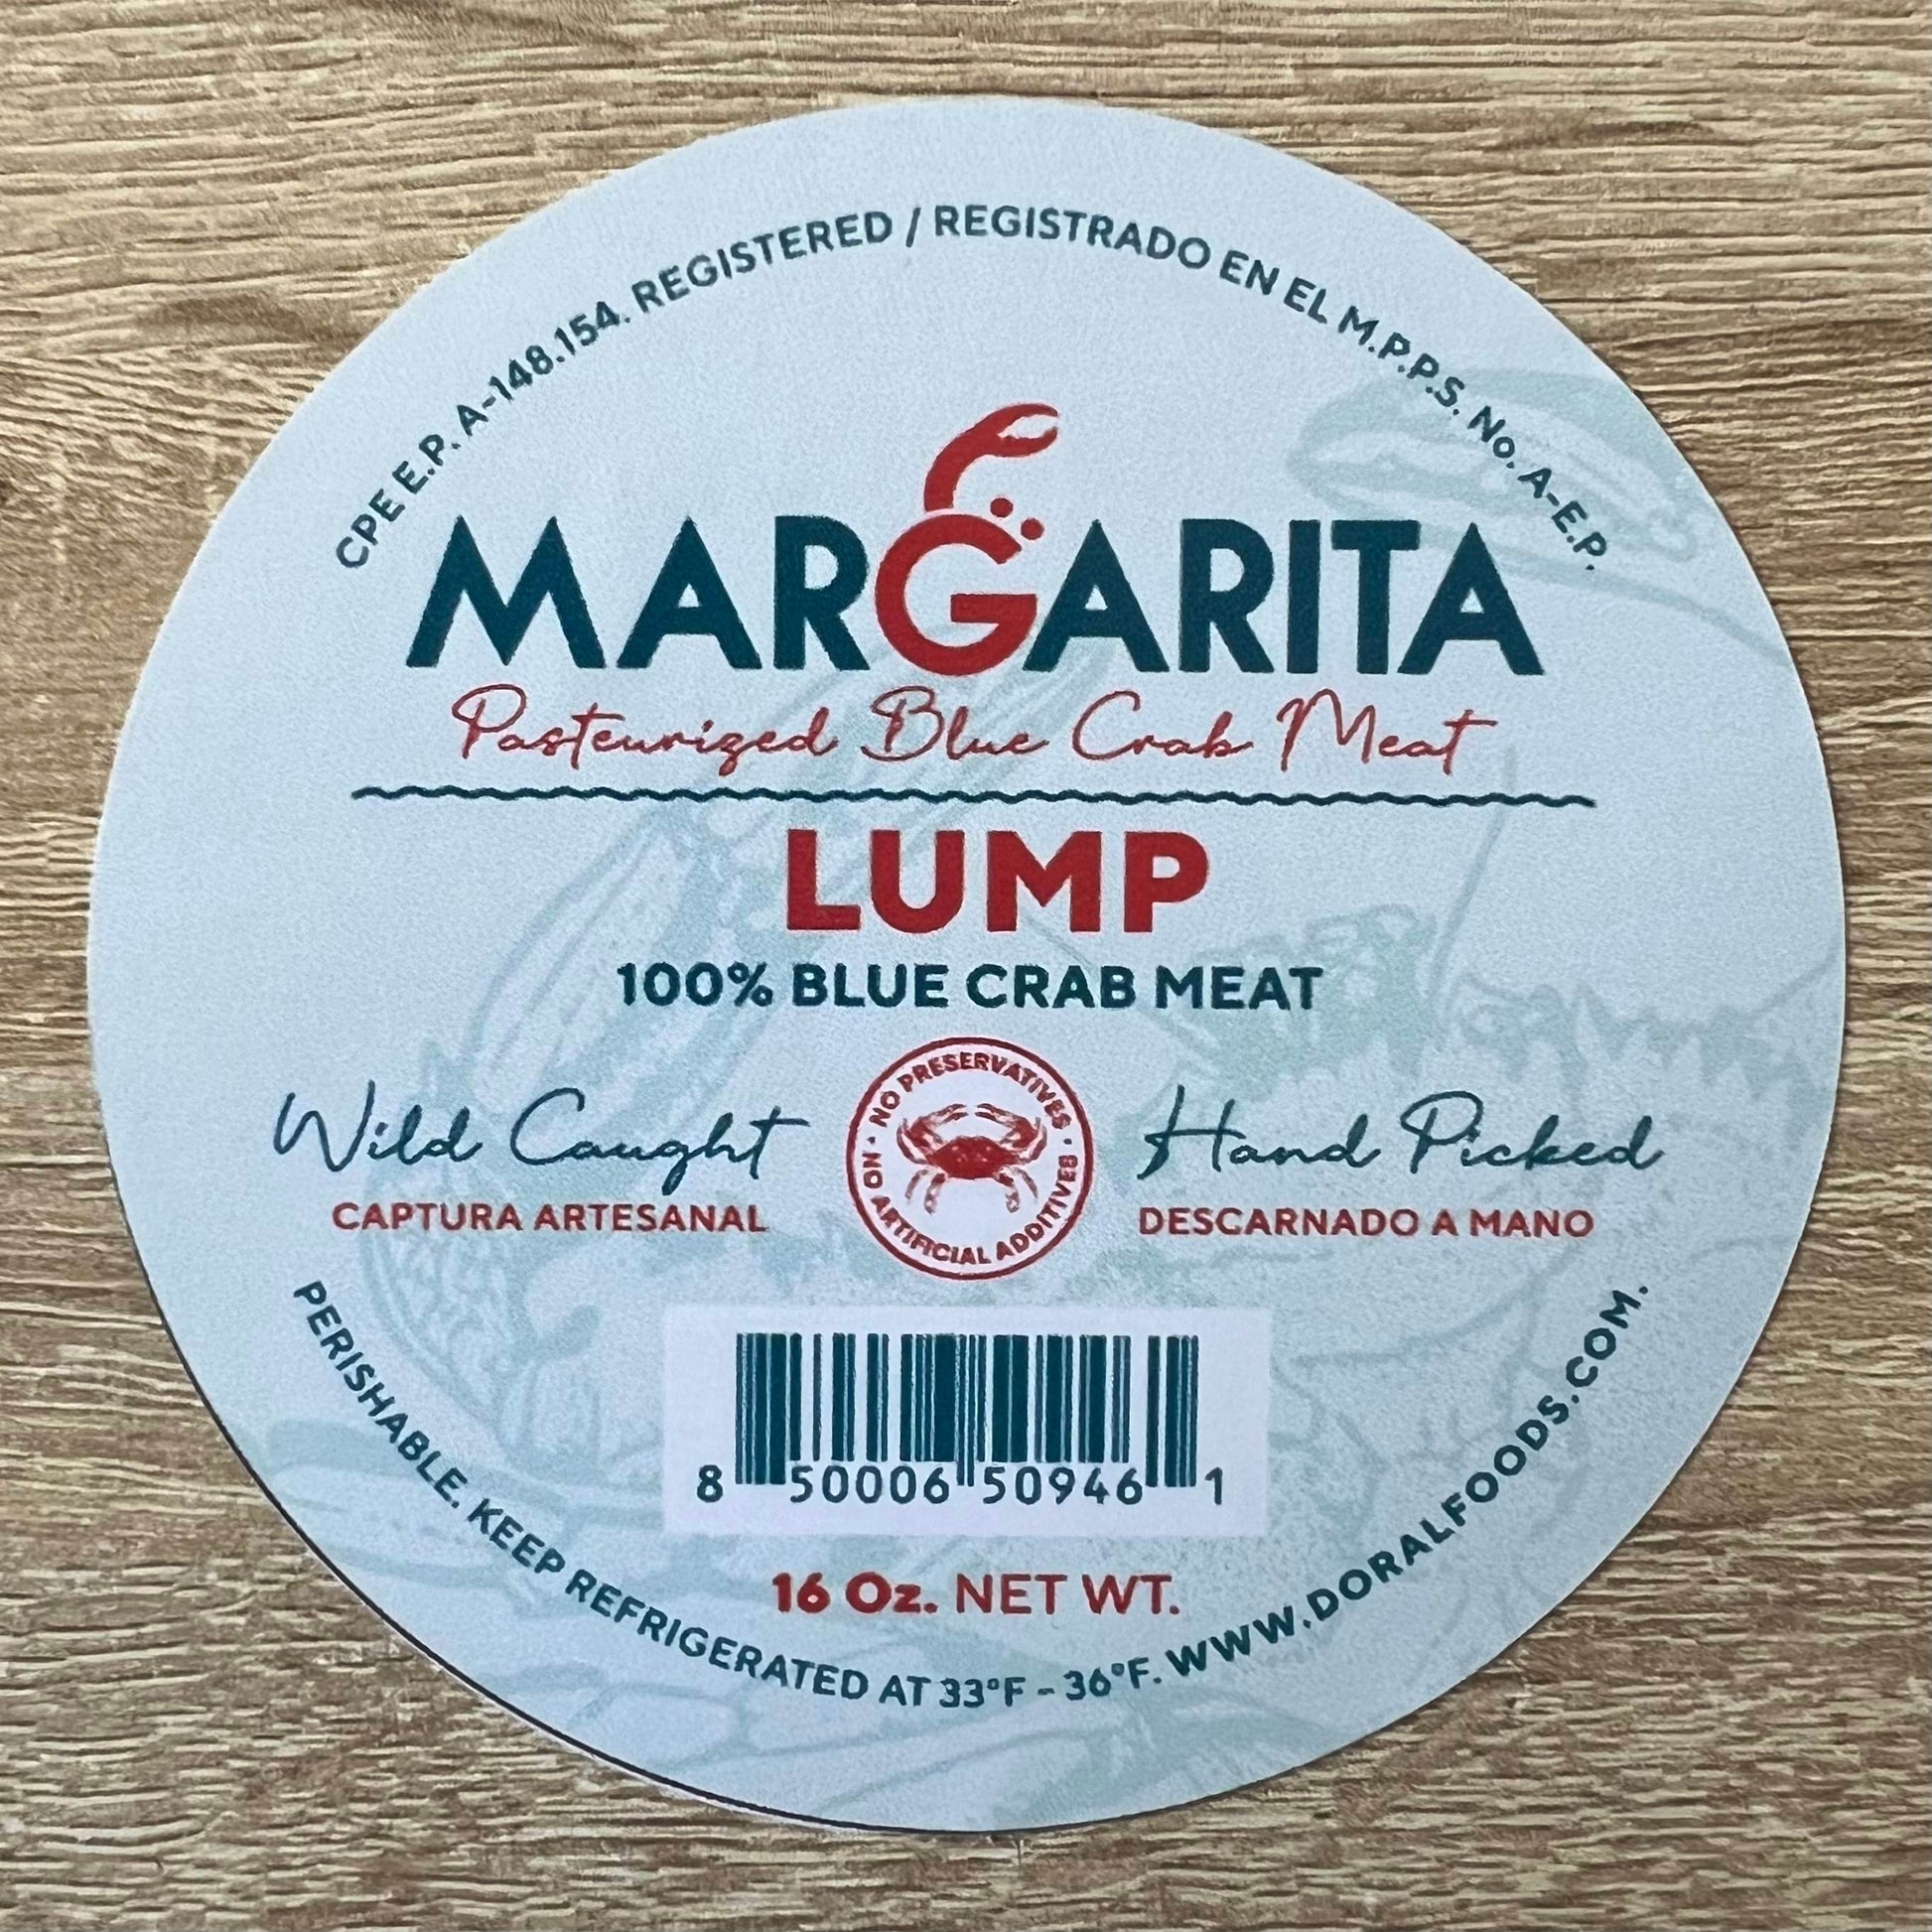 CPE E.P. A-148.154. REGISTERED / REGISTRADO EN EL M.P.P.S. No. A-E.P.
MARGARITA
Pasteurized Blue Crab Meat
LUMP
100% BLUE CRAB MEAT
Wild Caught
CAPTURA ARTESANAL
· NO PRESERVATIVES ·
NO ARTIFICIAL ADDITIVES
Hand Picked
DESCARNADO A MANO
8 50006 50946 1
16 Oz. NET WT.
PERISHABLE. KEEP REFRIGERATED AT 33°F - 36°F. WWW.DORALFOODS.COM.